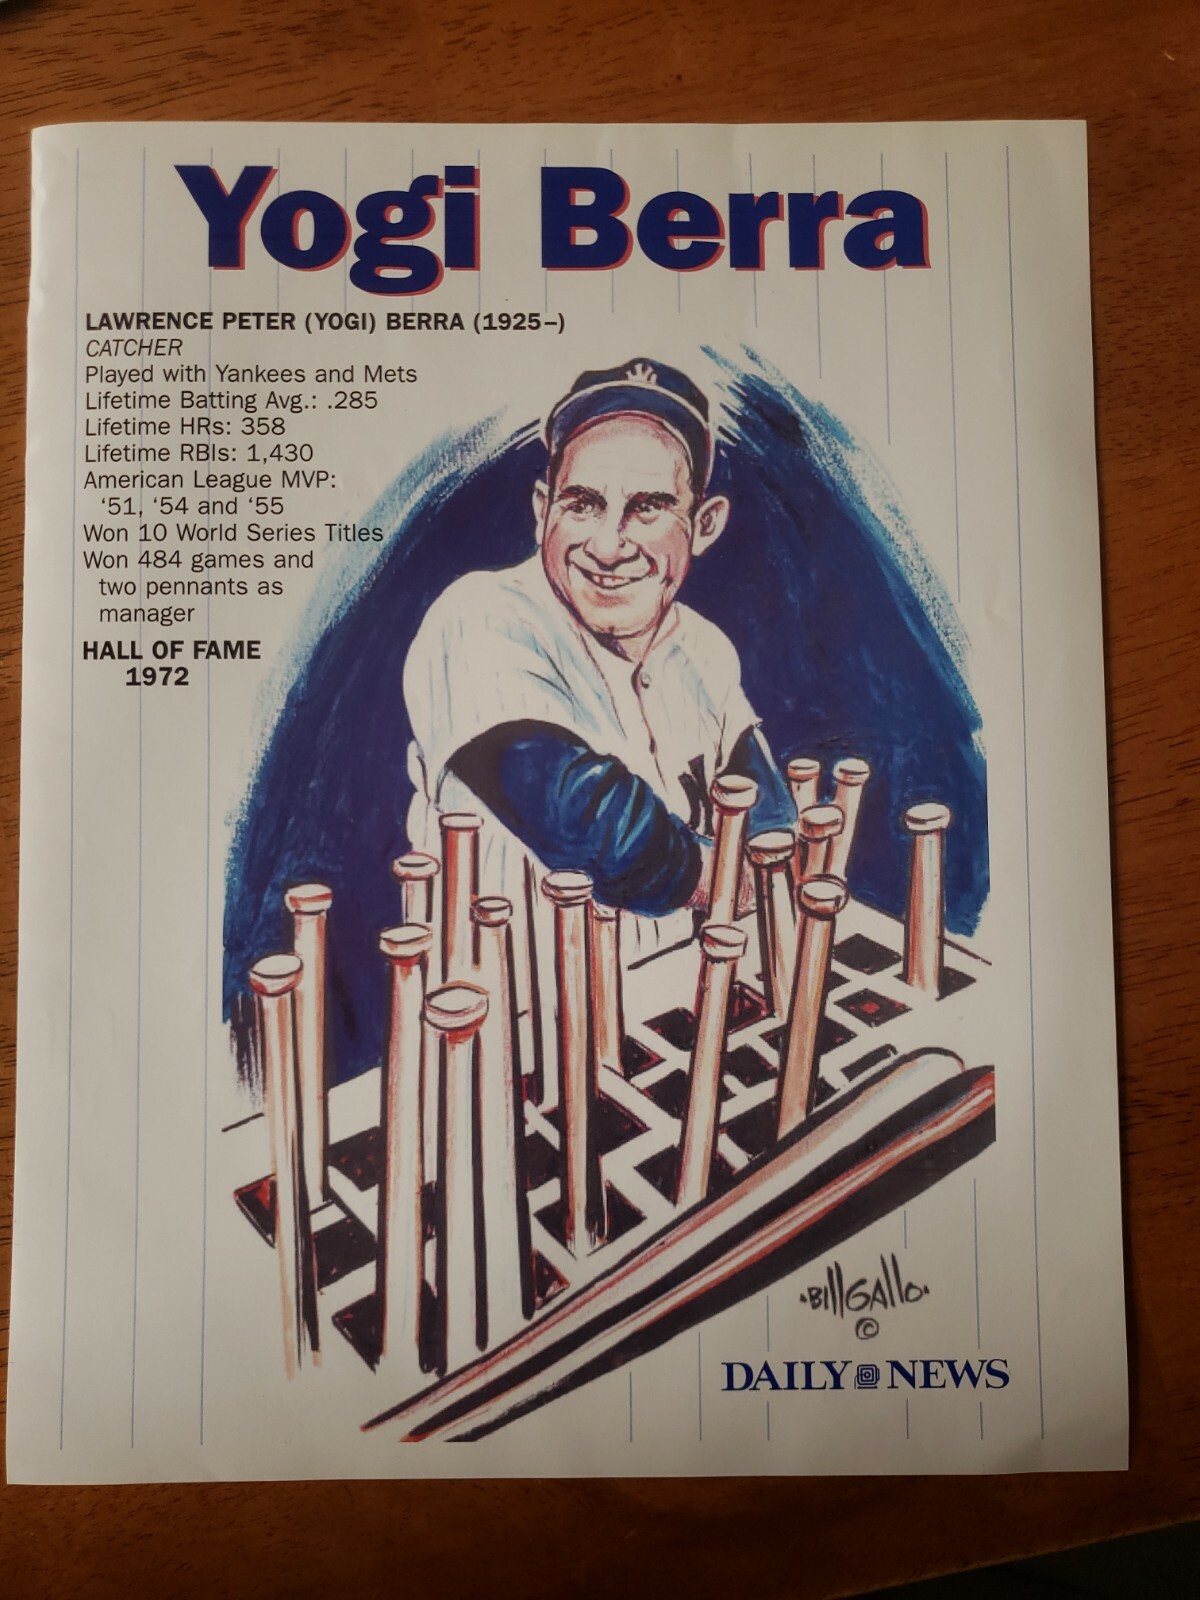 Yogi Berra
LAWRENCE PETER (YOGI) BERRA (1925–)
CATCHER
Played with Yankees and Mets
Lifetime Batting Avg.: .285
Lifetime HRs: 358
Lifetime RBIs: 1,430
American League MVP:
‘51, ‘54 and ‘55
Won 10 World Series Titles
Won 484 games and
two pennants as
manager
HALL OF FAME
1972
·BillGallo·
©
DAILY NEWS